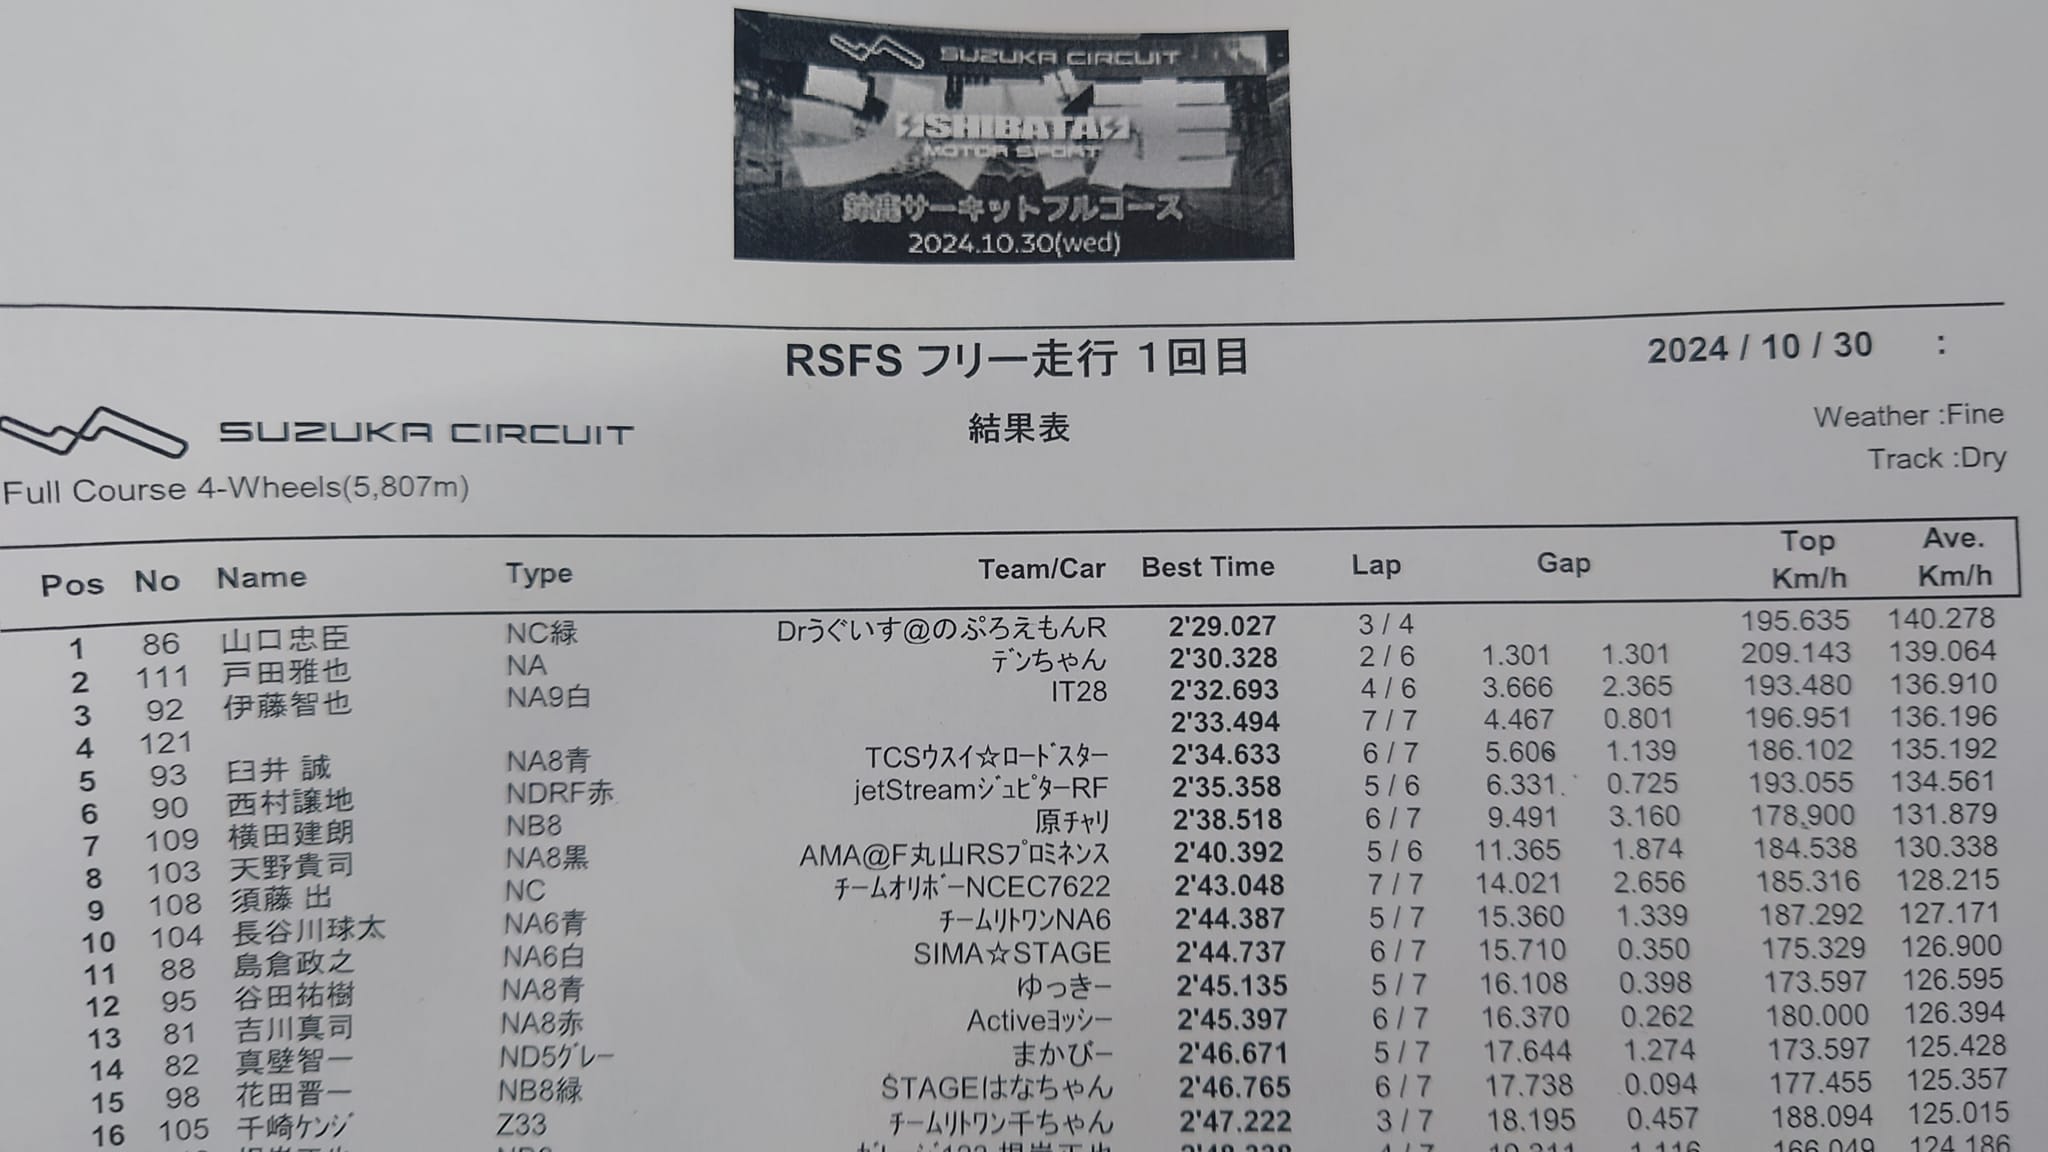 SUZUKA CIRCUIT
SHIBATA
MOTOR SPORT
鈴鹿サーキットフルコース
2024.10.30(wed)
RSFS フリー走行 1回目
2024 / 10 / 30 :
結果表
Weather :Fine
SUZUKA CIRCUIT
Track :Dry
Full Course 4-Wheels(5,807m)
Pos No Name Type Team/Car Best Time Lap Gap Top Km/h Ave. Km/h
1 86 山口忠臣 NC緑 Drうぐいす@のぷろえもんR 2'29.027 3 / 4 195.635 140.278
2 111 戸田雅也 NA デンちゃん 2'30.328 2 / 6 1.301 1.301 209.143 139.064
3 92 伊藤智也 NA9白 IT28 2'32.693 4 / 6 3.666 2.365 193.480 136.910
4 121 2'33.494 7 / 7 4.467 0.801 196.951 136.196
5 93 臼井 誠 NA8青 TCSウスイ☆ロードスター 2'34.633 6 / 7 5.606 1.139 186.102 135.192
6 90 西村譲地 NDRF赤 jetStreamジュピターRF 2'35.358 5 / 6 6.331 0.725 193.055 134.561
7 109 横田建朗 NB8 原チャリ 2'38.518 6 / 7 9.491 3.160 178.900 131.879
8 103 天野貴司 NA8黒 AMA@F丸山RSプロミネンス 2'40.392 5 / 6 11.365 1.874 184.538 130.338
9 108 須藤 出 NC チームオリボーNCEC7622 2'43.048 7 / 7 14.021 2.656 185.316 128.215
10 104 長谷川球太 NA6青 チームリトワンNA6 2'44.387 5 / 7 15.360 1.339 187.292 127.171
11 88 島倉政之 NA6白 SIMA☆STAGE 2'44.737 6 / 7 15.710 0.350 175.329 126.900
12 95 谷田祐樹 NA8青 ゆっきー 2'45.135 5 / 7 16.108 0.398 173.597 126.595
13 81 吉川真司 NA8赤 Activeヨッシー 2'45.397 6 / 7 16.370 0.262 180.000 126.394
14 82 真壁智一 ND5グレー まかびー 2'46.671 5 / 7 17.644 1.274 173.597 125.428
15 98 花田晋一 NB8緑 STAGEはなちゃん 2'46.765 6 / 7 17.738 0.094 177.455 125.357
16 105 千崎ケンジ Z33 チームリトワン千ちゃん 2'47.222 3 / 7 18.195 0.457 188.094 125.015
166.049 124.186